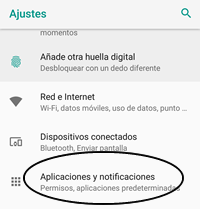 Ajustes
momentos
Añade otra huella digital
Desbloquear con un dedo diferente
Red e Internet
Wi-Fi, datos móviles, uso de datos, punto ...
Dispositivos conectados
Bluetooth, Enviar pantalla
Aplicaciones y notificaciones
Permisos, aplicaciones predeterminadas